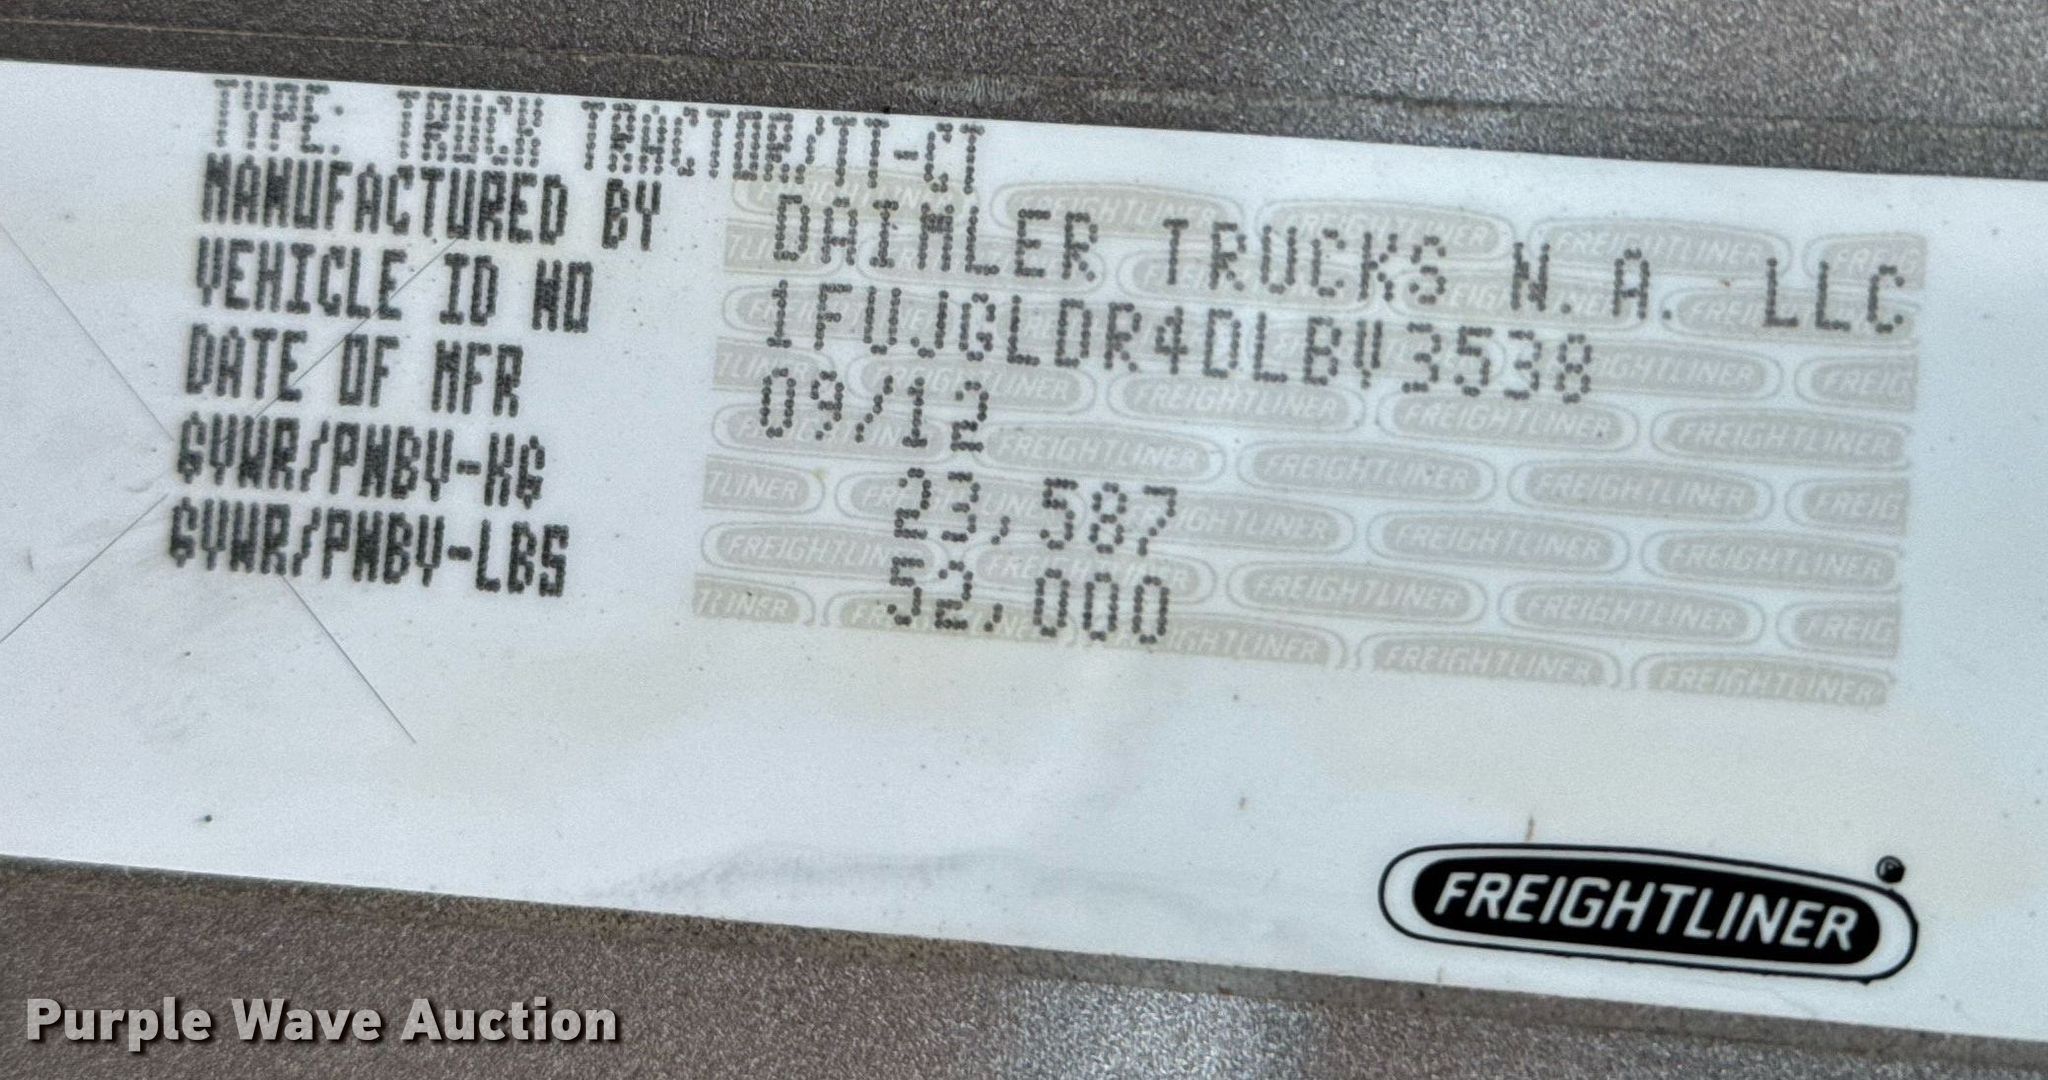 TYPE: TRUCK TRACTOR/TT-CT
MANUFACTURED BY DAIMLER TRUCKS N.A. LLC
VEHICLE ID NO 1FUJGLDR4DLBV3538
DATE OF MFR 09/12
GVWR/PNBV-KG 23,587
GVWR/PNBV-LBS 52,000
FREIGHTLINER
Purple Wave Auction